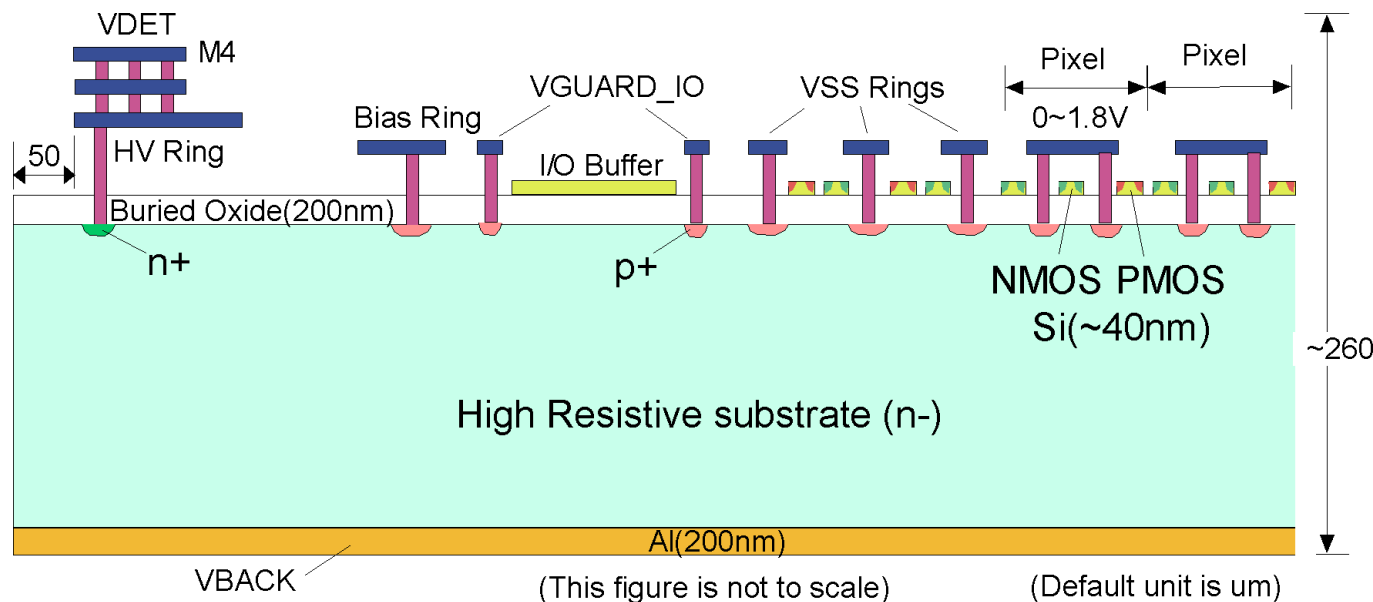 VDET
M4
HV Ring
50
Bias Ring
VGUARD_IO
I/O Buffer
VSS Rings
Pixel
Pixel
0~1.8V
Buried Oxide(200nm)
n+
p+
NMOS PMOS
Si(~40nm)
~260
High Resistive substrate (n-)
Al(200nm)
VBACK
(This figure is not to scale)
(Default unit is um)